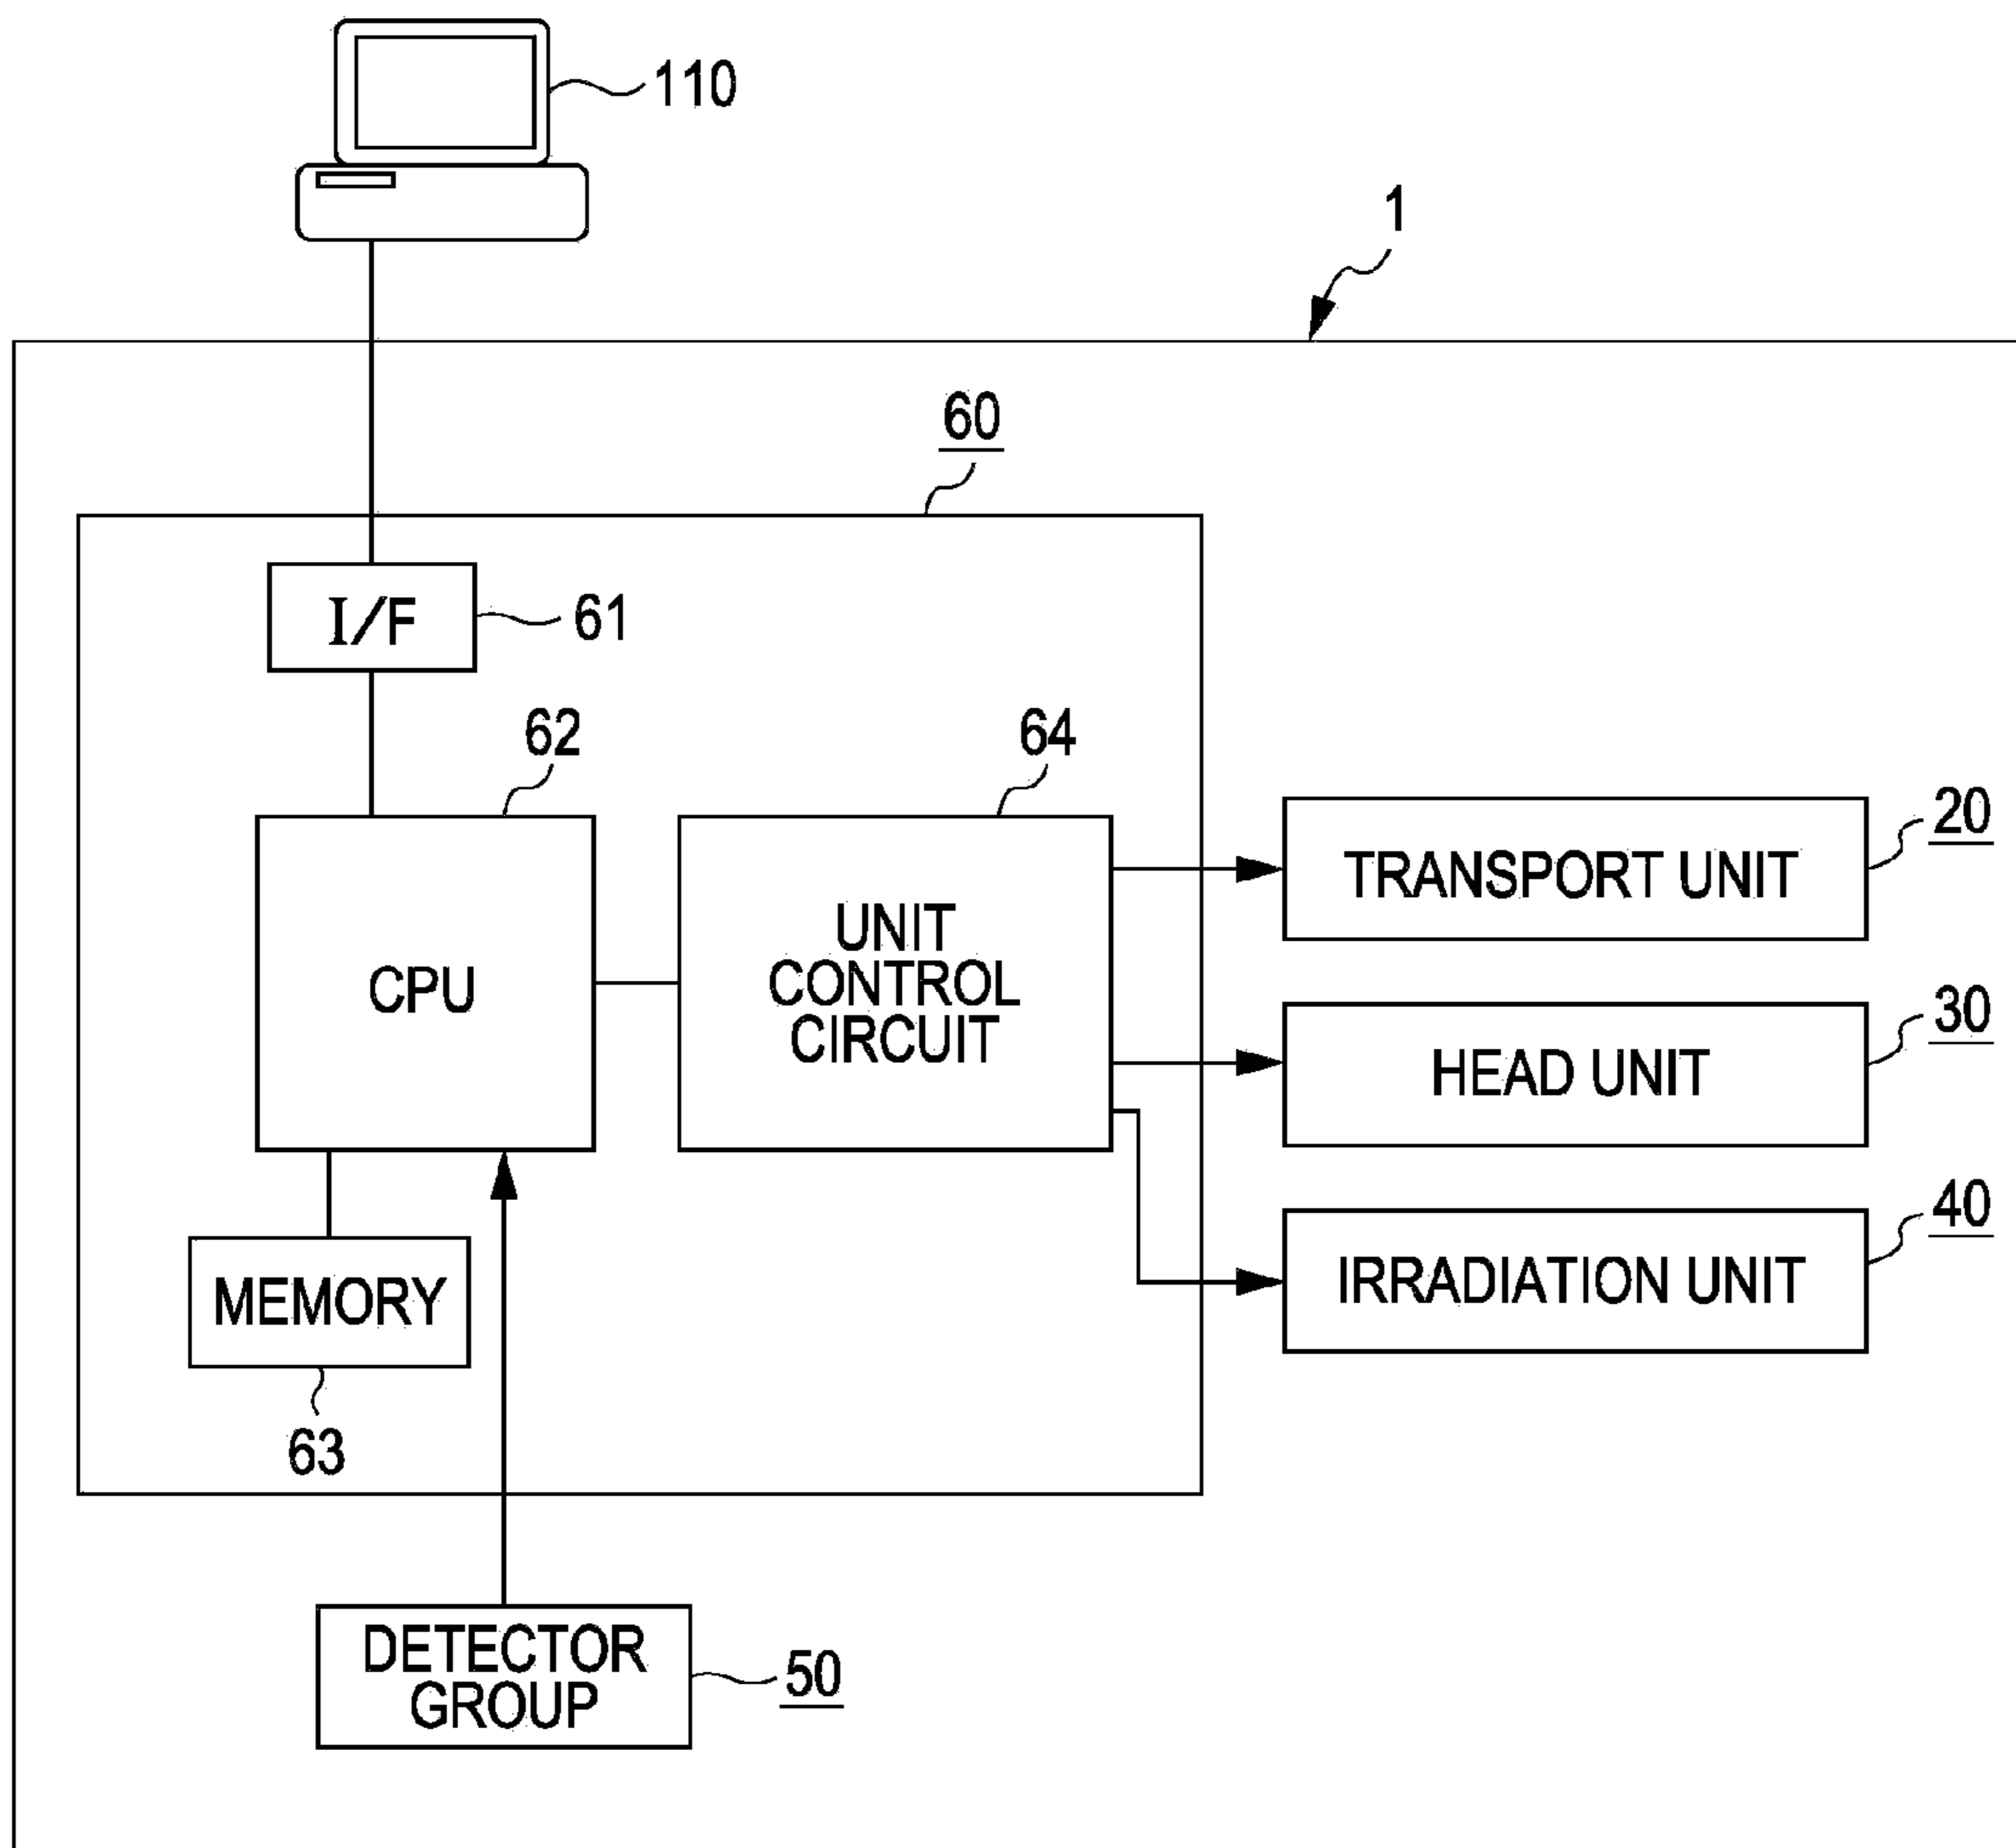 110
1
60
I/F
61
62
64
20
TRANSPORT UNIT
UNIT
CONTROL
CIRCUIT
CPU
30
HEAD UNIT
40
IRRADIATION UNIT
MEMORY
63
DETECTOR
GROUP
50